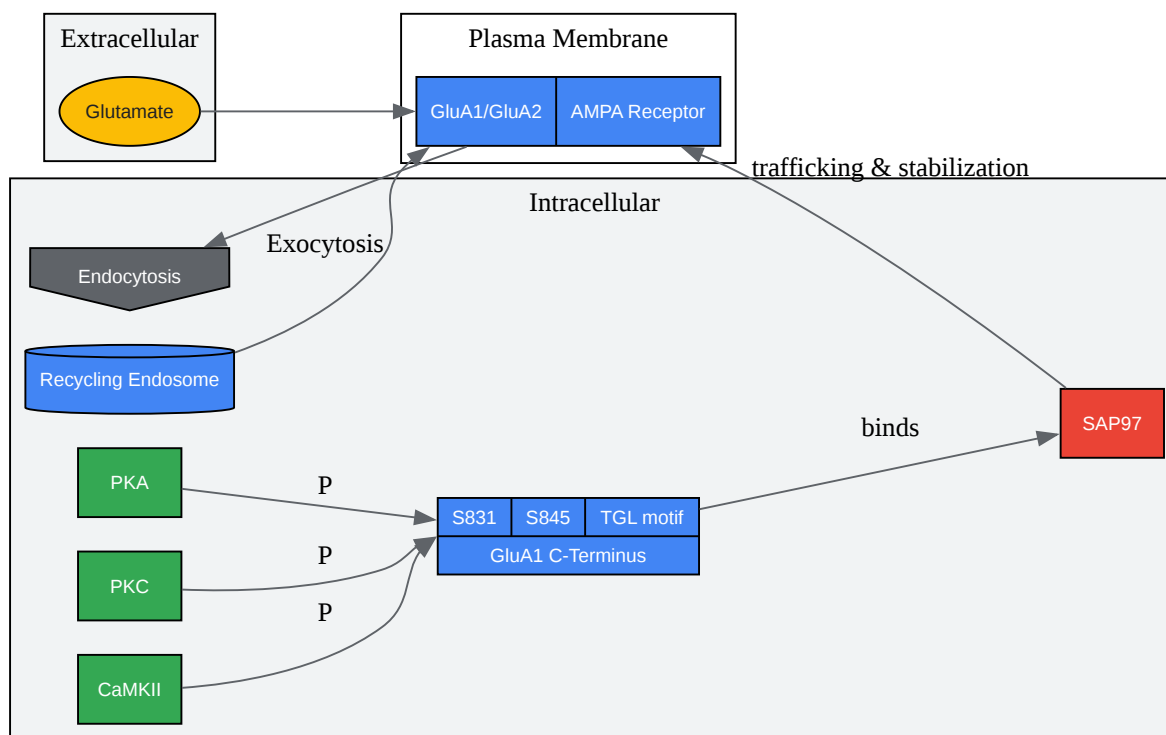 Extracellular
Plasma Membrane
Glutamate
GluA1/GluA2
AMPA Receptor
trafficking & stabilization
Intracellular
Exocytosis
Endocytosis
Recycling Endosome
SAP97
binds
PKA
P
S831
S845
TGL motif
GluA1 C-Terminus
P
PKC
P
CaMKII